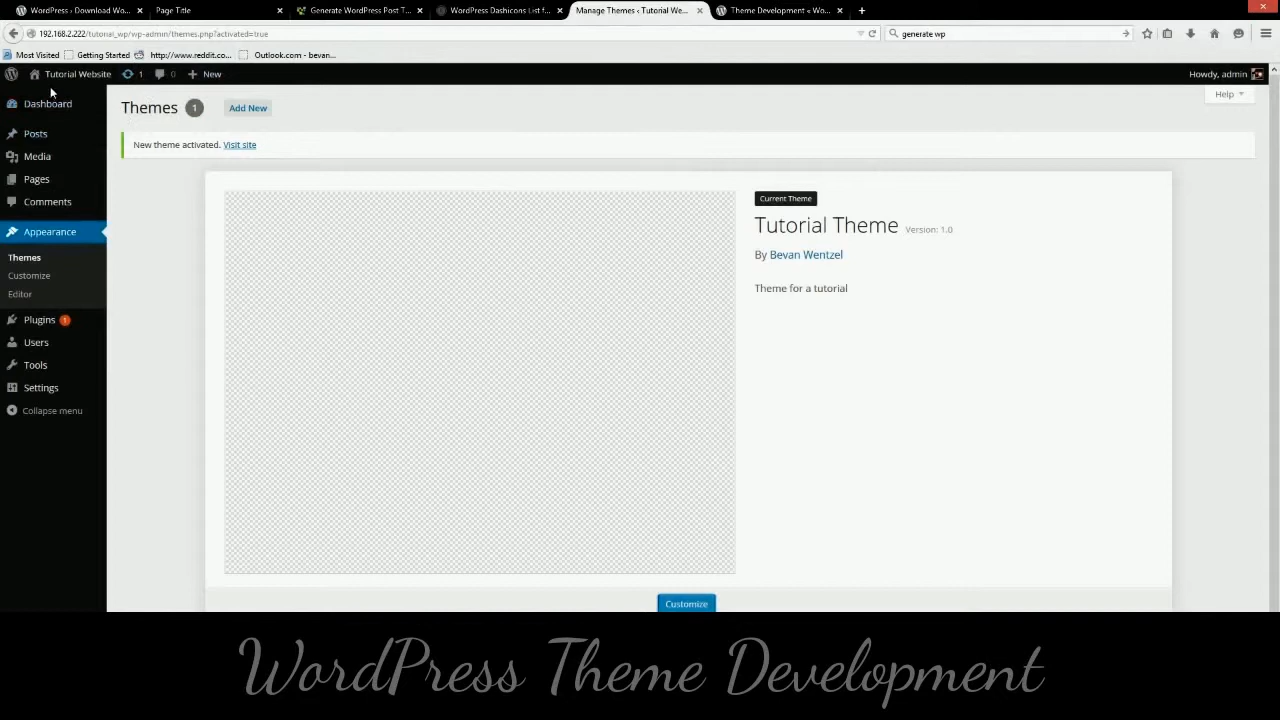 WordPress › Download Wo...
Page Title
Generate WordPress Post T...
WordPress Dashicons List f...
Manage Themes ‹ Tutorial We...
Theme Development « Wo...
192.168.2.222/tutorial_wp/wp-admin/themes.php?activated=true
generate wp
Most Visited
Getting Started
http://www.reddit.co...
Outlook.com - bevan...
Tutorial Website
1
0
New
Howdy, admin
Dashboard
Posts
Media
Pages
Comments
Appearance
Themes
Customize
Editor
Plugins 1
Users
Tools
Settings
Collapse menu
Themes 1
Add New
Help
New theme activated. Visit site
Current Theme
Tutorial Theme Version: 1.0
By Bevan Wentzel
Theme for a tutorial
Customize
WordPress Theme Development